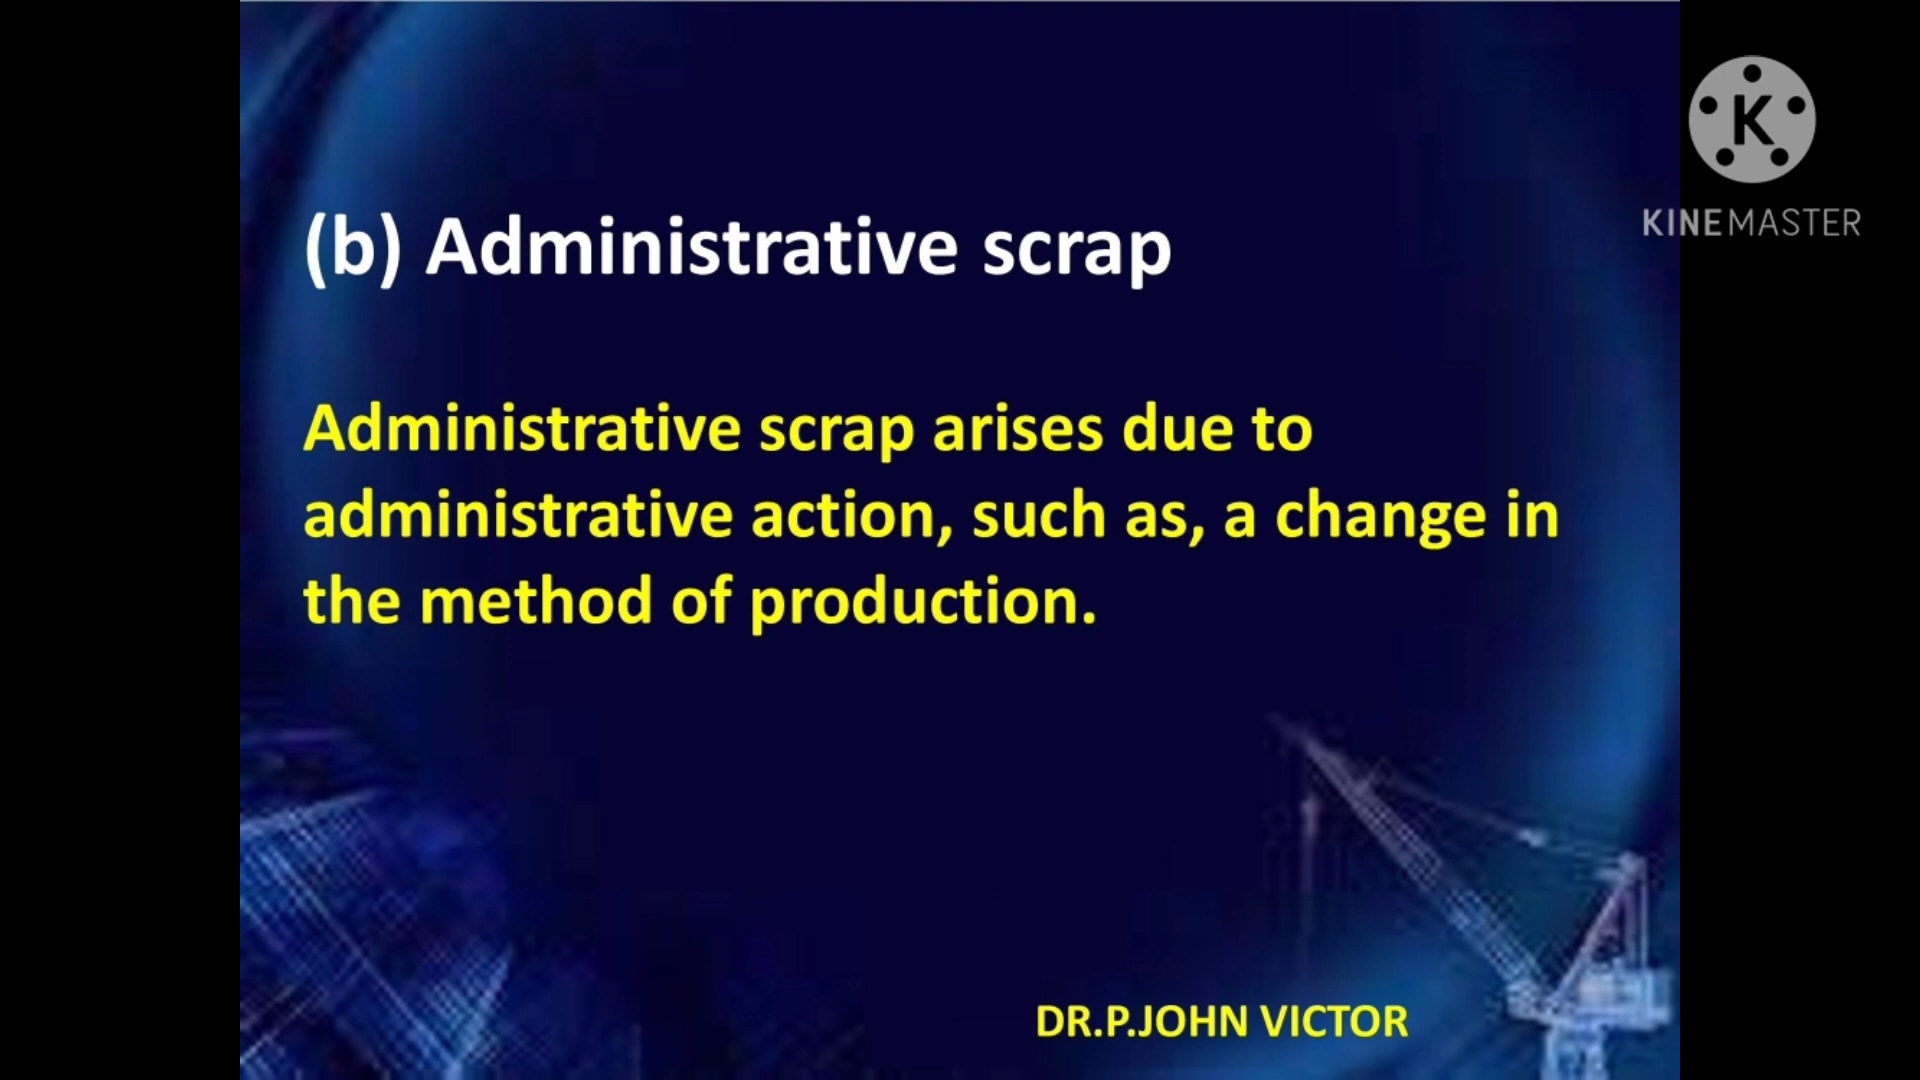 (b) Administrative scrap
Administrative scrap arises due to
administrative action, such as, a change in
the method of production.
DR.P.JOHN VICTOR
K
KINEMASTER